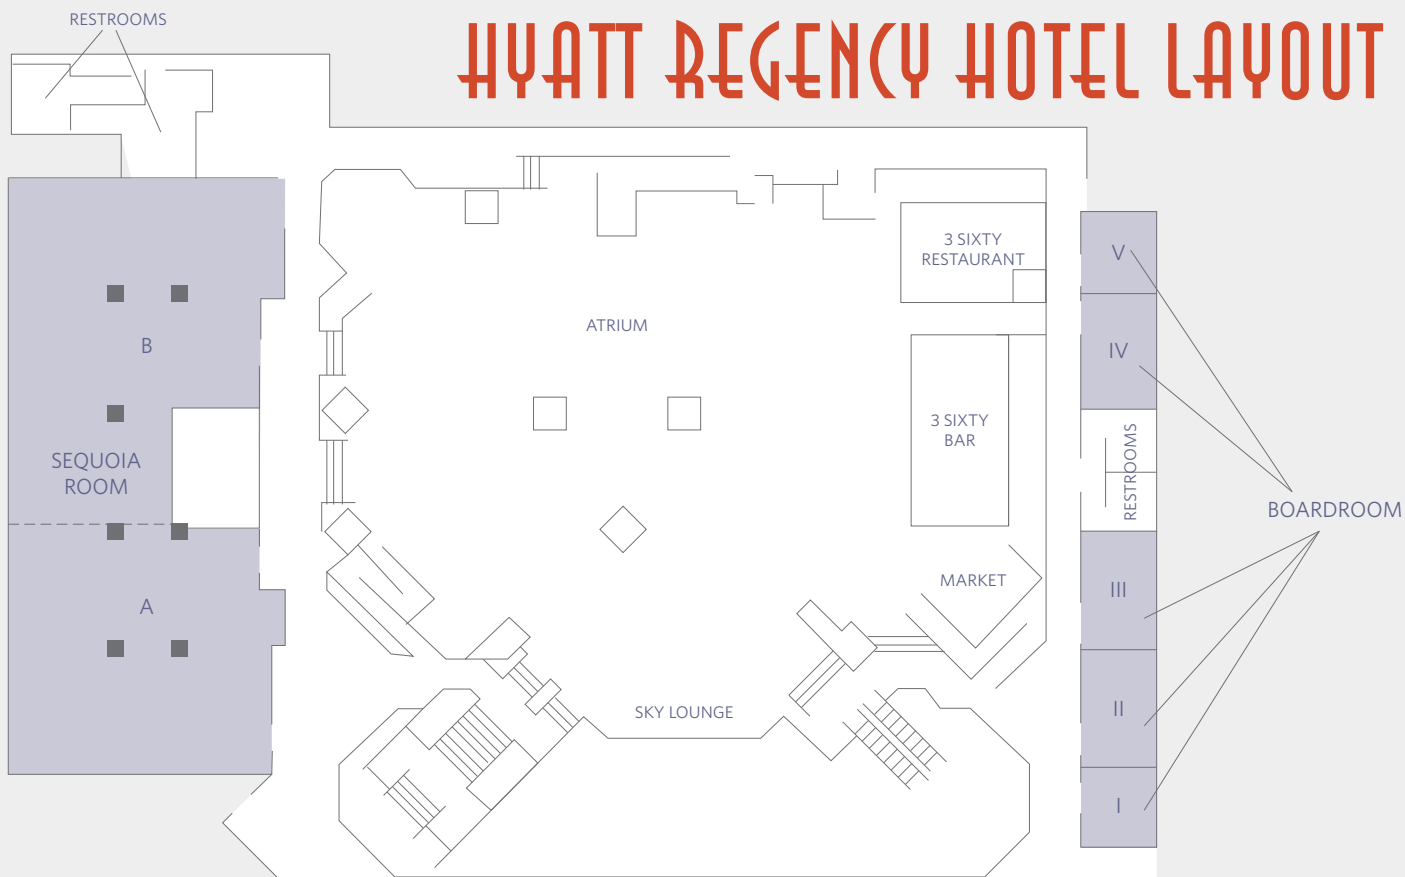 RESTROOMS
HYATT REGENCY HOTEL LAYOUT
3 SIXTY
RESTAURANT
V
ATRIUM
B
IV
3 SIXTY
BAR
SEQUOIA
ROOM
RESTROOMS
BOARDROOM
MARKET
III
A
SKY LOUNGE
II
I